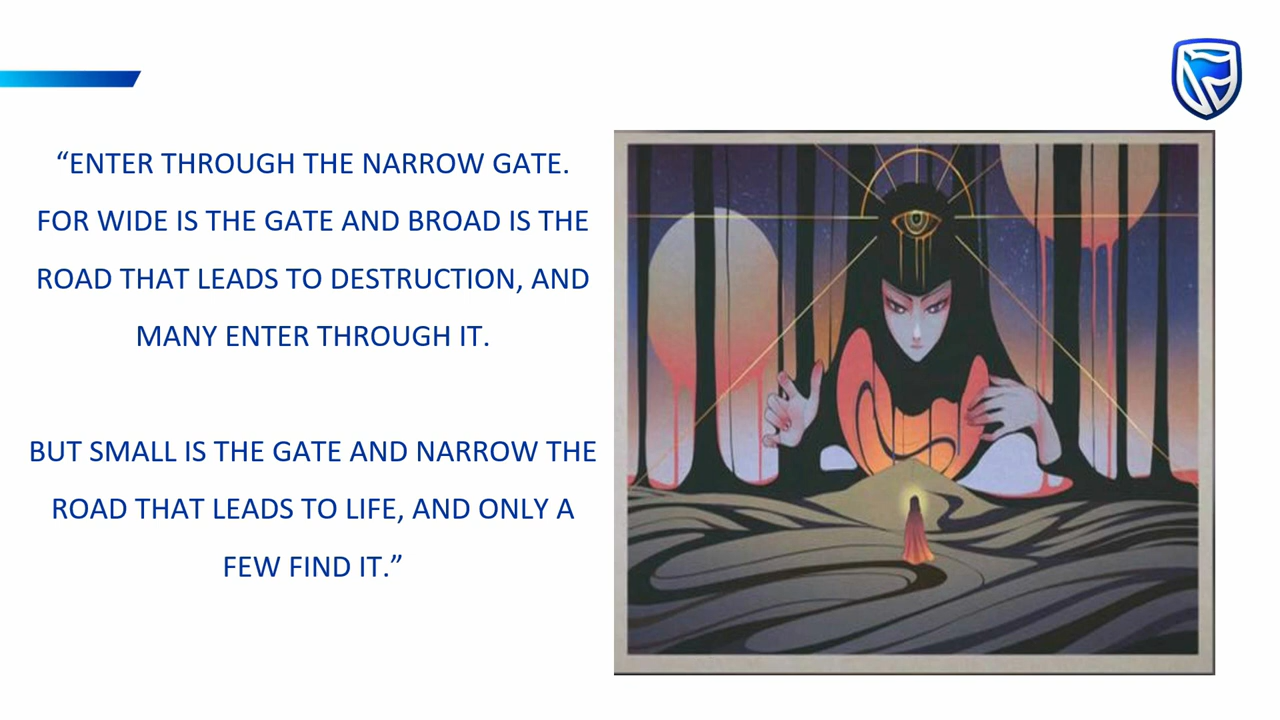 “ENTER THROUGH THE NARROW GATE.
FOR WIDE IS THE GATE AND BROAD IS THE
ROAD THAT LEADS TO DESTRUCTION, AND
MANY ENTER THROUGH IT.
BUT SMALL IS THE GATE AND NARROW THE
ROAD THAT LEADS TO LIFE, AND ONLY A
FEW FIND IT.”